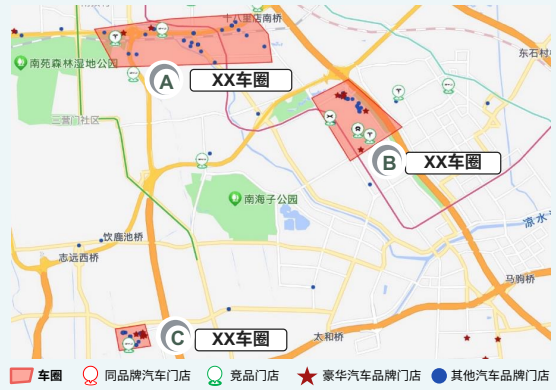 十八里店南桥
东石村
南苑森林湿地公园
A XX车圈
三营门社区
B XX车圈
南海子公园
凉水
饮鹿池桥
志远西桥
马驹桥
C XX车圈
太和桥
车圈 同品牌汽车门店 竞品门店 豪华汽车品牌门店 其他汽车品牌门店